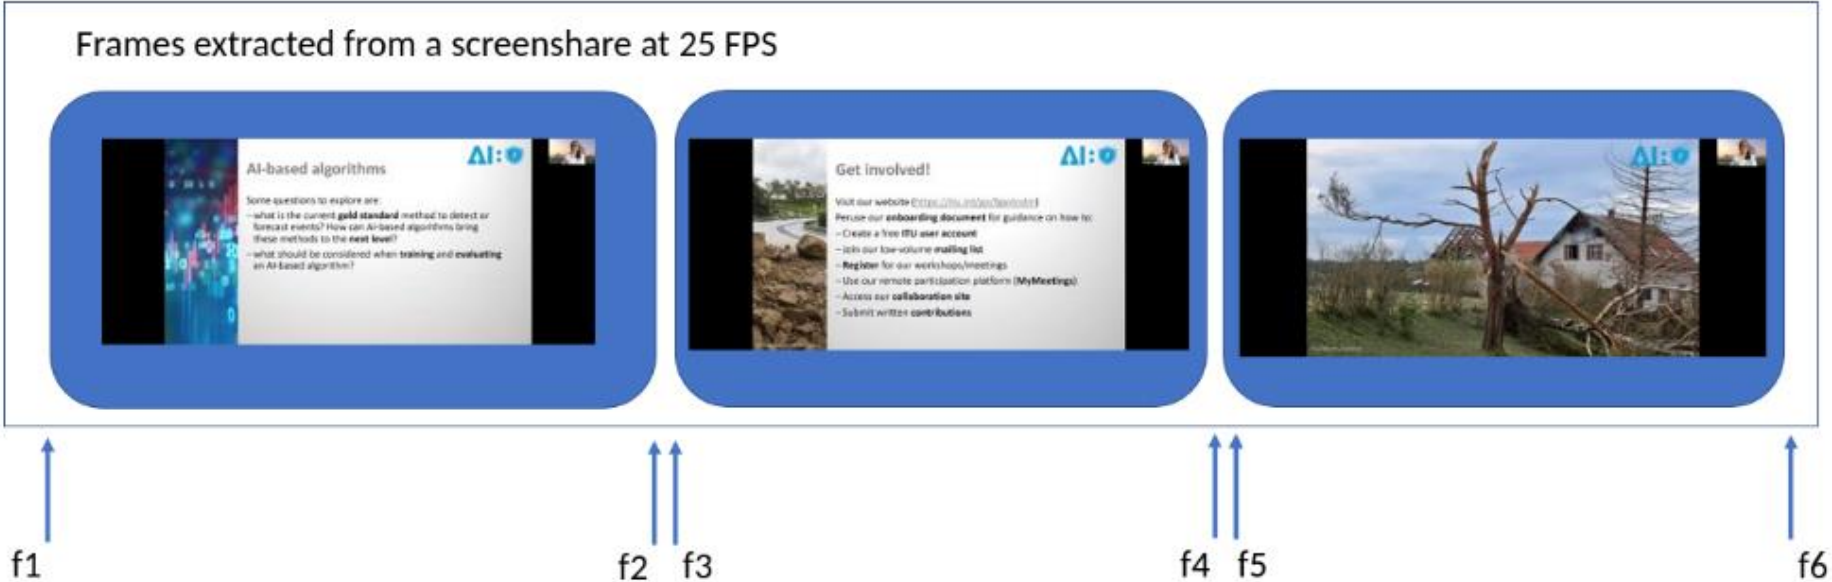 Frames extracted from a screenshare at 25 FPS
AI:
AI-based algorithms
Some questions to explore are:
–what is the current gold standard method to detect or
forecast events? How can AI-based algorithms bring
these methods to the next level?
–what should be considered when training and evaluating
an AI-based algorithm?
AI:
Get involved!
Visit our website
Peruse our onboarding document for guidance on how to:
–Create a free ITU user account
–Join our low-volume mailing list
–Register for our workshops/meetings
–Use our remote participation platform (MyMeetings)
–Access our collaboration site
–Submit written contributions
AI:
f1
f2
f3
f4
f5
f6